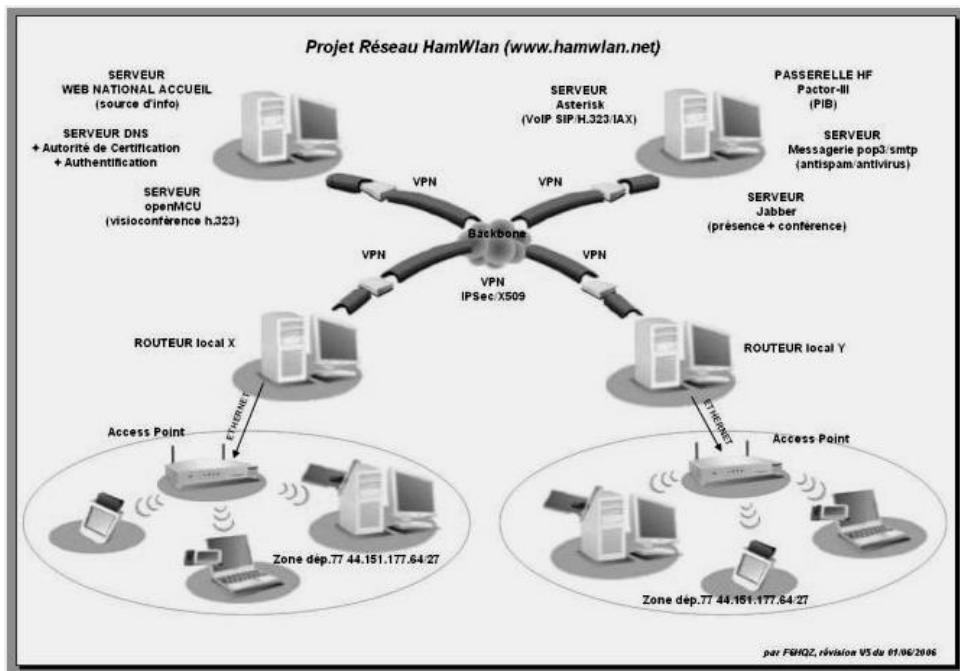 Projet Réseau HamWlan (www.hamwlan.net)
SERVEUR
WEB NATIONAL ACCUEIL
(source d'info)
SERVEUR DNS
+ Autorité de Certification
+ Authentification
SERVEUR
openMCU
(visioconférence h.323)
SERVEUR
Asterisk
(VoIP SIP/H.323/IAX)
PASSERELLE HF
Pactor-III
(PIB)
SERVEUR
Messagerie pop3/smtp
(antispam/antivirus)
SERVEUR
Jabber
(présence + conférence)
VPN
VPN
Backbone
VPN
VPN
VPN
IPSec/X509
ROUTEUR local X
ROUTEUR local Y
ETHERNET
ETHERNET
Access Point
Access Point
Zone dép.77 44.151.177.64/27
Zone dép.77 44.151.177.64/27
par F6HQZ, révision V5 du 01/06/2006